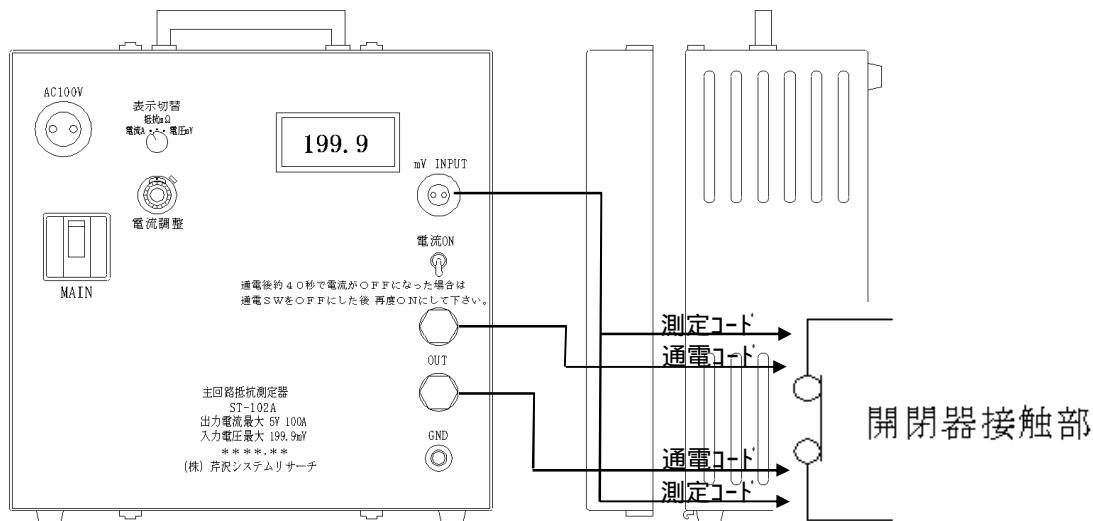 AC100V
表示切替
抵抗mΩ
電流A・・・電圧mV
199.9
mV INPUT
電流調整
電流ON
MAIN
通電後約40秒で電流がOFFになった場合は
通電SWをOFFにした後 再度ONにして下さい。
測定ｺｰﾄﾞ
通電ｺｰﾄﾞ
OUT
主回路抵抗測定器
ST-102A
出力電流最大 5V 100A
入力電圧最大 199.9mV
****.**
(株) 芹沢システムリサーチ
GND
開閉器接触部
通電ｺｰﾄﾞ
測定ｺｰﾄﾞ